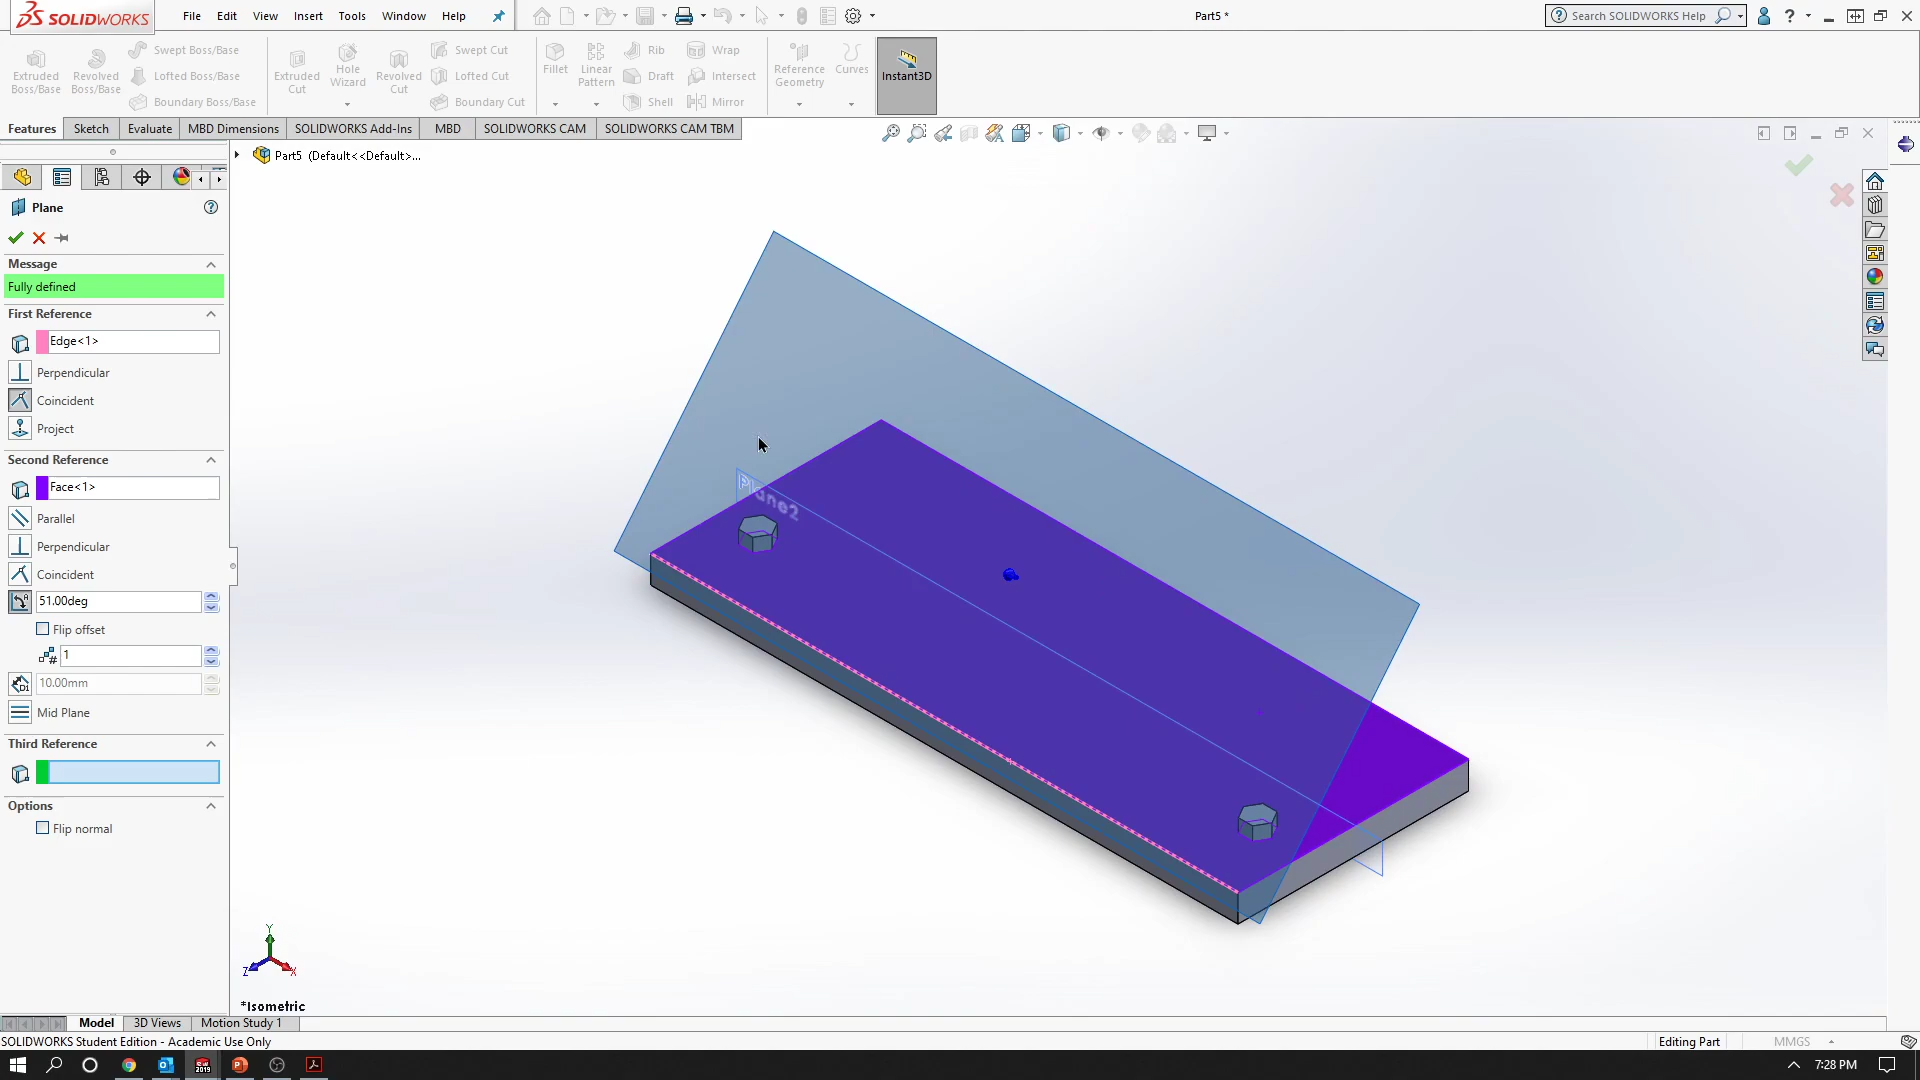 SOLIDWORKS File Edit View Insert Tools Window Help Part5 * Search SOLIDWORKS Help
Extruded Boss/Base
Revolved Boss/Base
Swept Boss/Base
Lofted Boss/Base
Boundary Boss/Base
Extruded Cut
Hole Wizard
Revolved Cut
Swept Cut
Lofted Cut
Boundary Cut
Fillet
Linear Pattern
Rib
Draft
Shell
Wrap
Intersect
Mirror
Reference Geometry
Curves
Instant3D
Features Sketch Evaluate MBD Dimensions SOLIDWORKS Add-Ins MBD SOLIDWORKS CAM SOLIDWORKS CAM TBM
Part5 (Default<<Default>...
Plane
Message
Fully defined
First Reference
Edge<1>
Perpendicular
Coincident
Project
Second Reference
Face<1>
Parallel
Perpendicular
Coincident
51.00deg
Flip offset
1
10.00mm
Mid Plane
Third Reference
Options
Flip normal
Plane2
Y
Z X
*Isometric
Model 3D Views Motion Study 1
SOLIDWORKS Student Edition - Academic Use Only Editing Part MMGS
7:28 PM